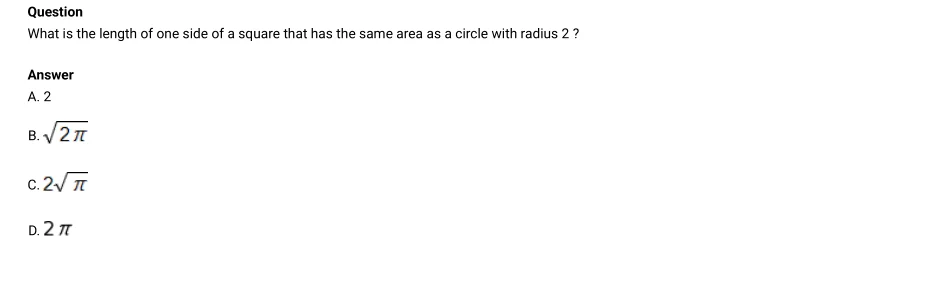 Question
What is the length of one side of a square that has the same area as a circle with radius 2 ?
Answer
A. 2
B. √2π
C. 2√π
D. 2 π